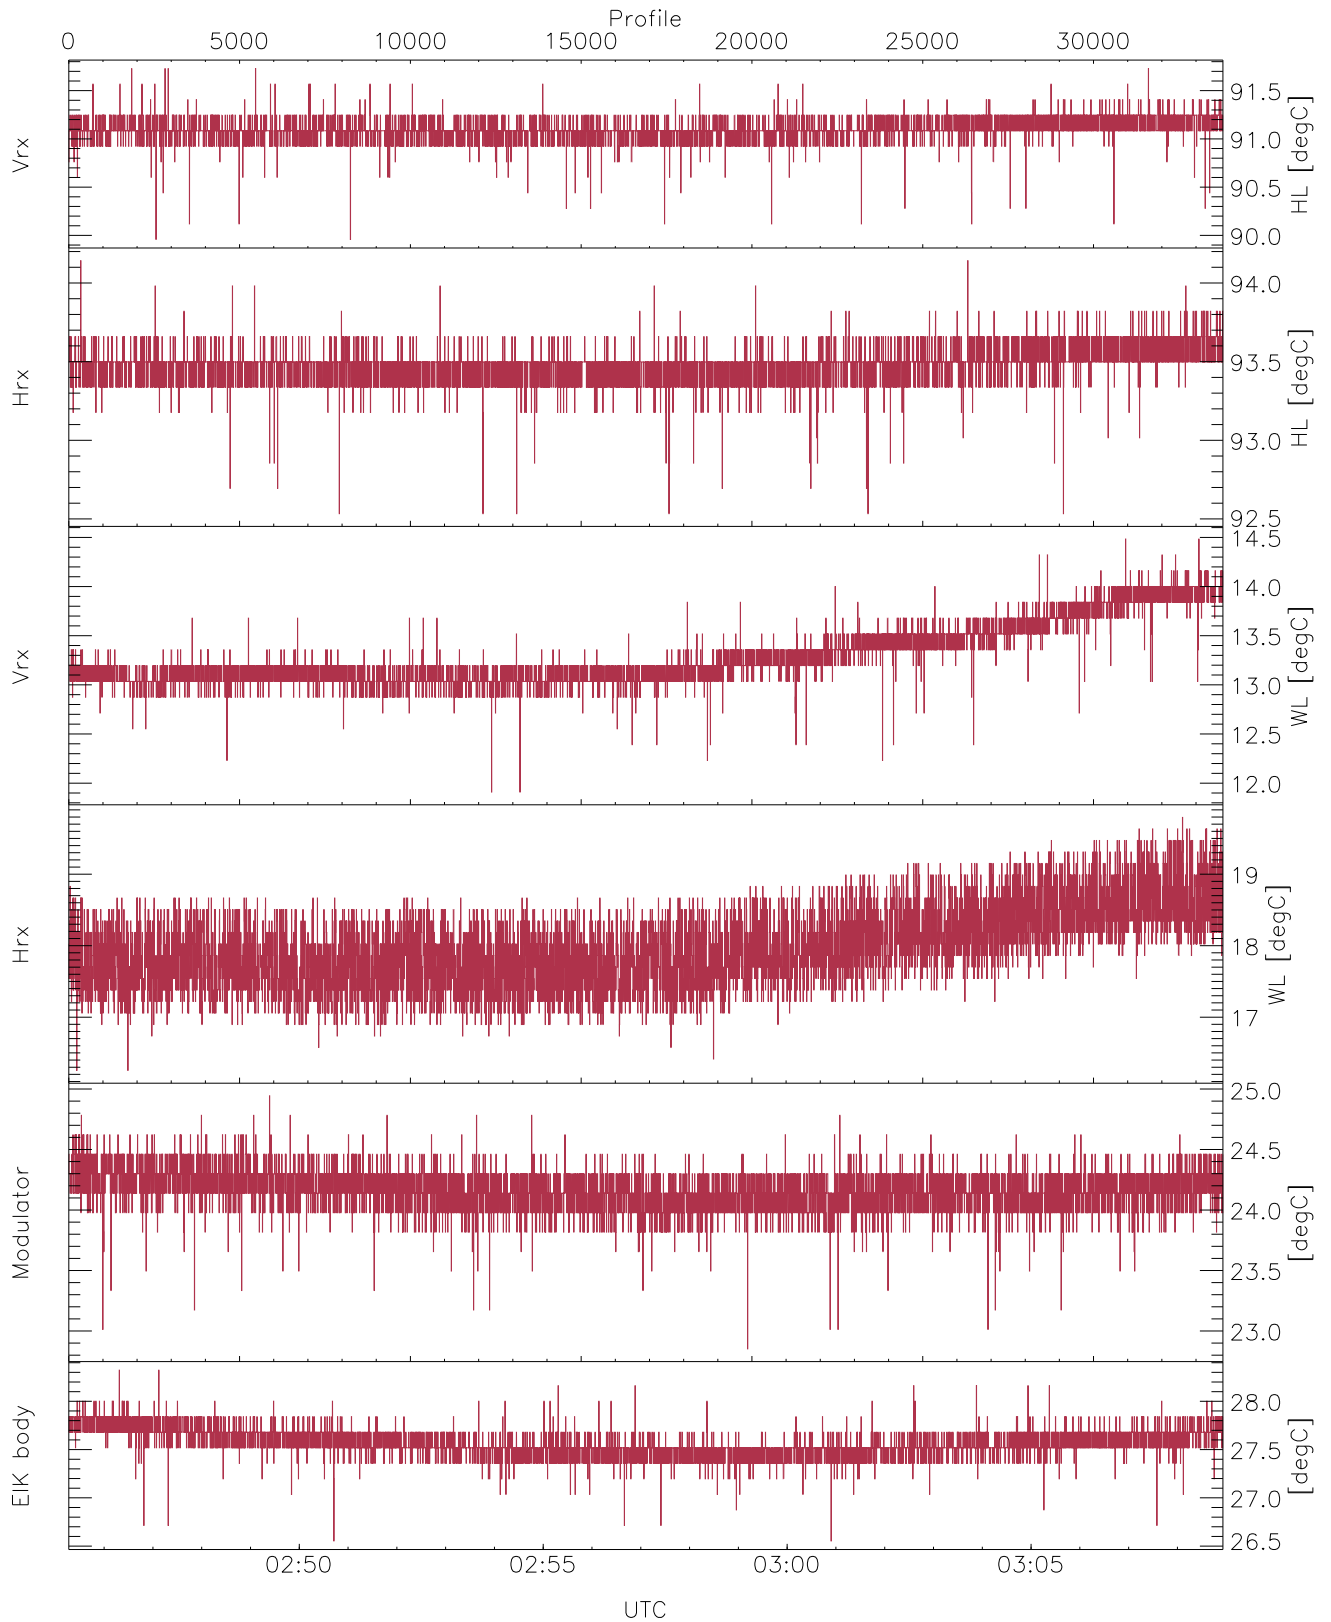 Profile
0 5000 10000 15000 20000 25000 30000
Vrx
91.5
91.0
90.5
90.0
HL [degC]
Hrx
94.0
93.5
93.0
92.5
HL [degC]
Vrx
14.5
14.0
13.5
13.0
12.5
12.0
WL [degC]
Hrx
19
18
17
WL [degC]
Modulator
25.0
24.5
24.0
23.5
23.0
[degC]
EIK body
28.0
27.5
27.0
26.5
[degC]
02:50 02:55 03:00 03:05
UTC